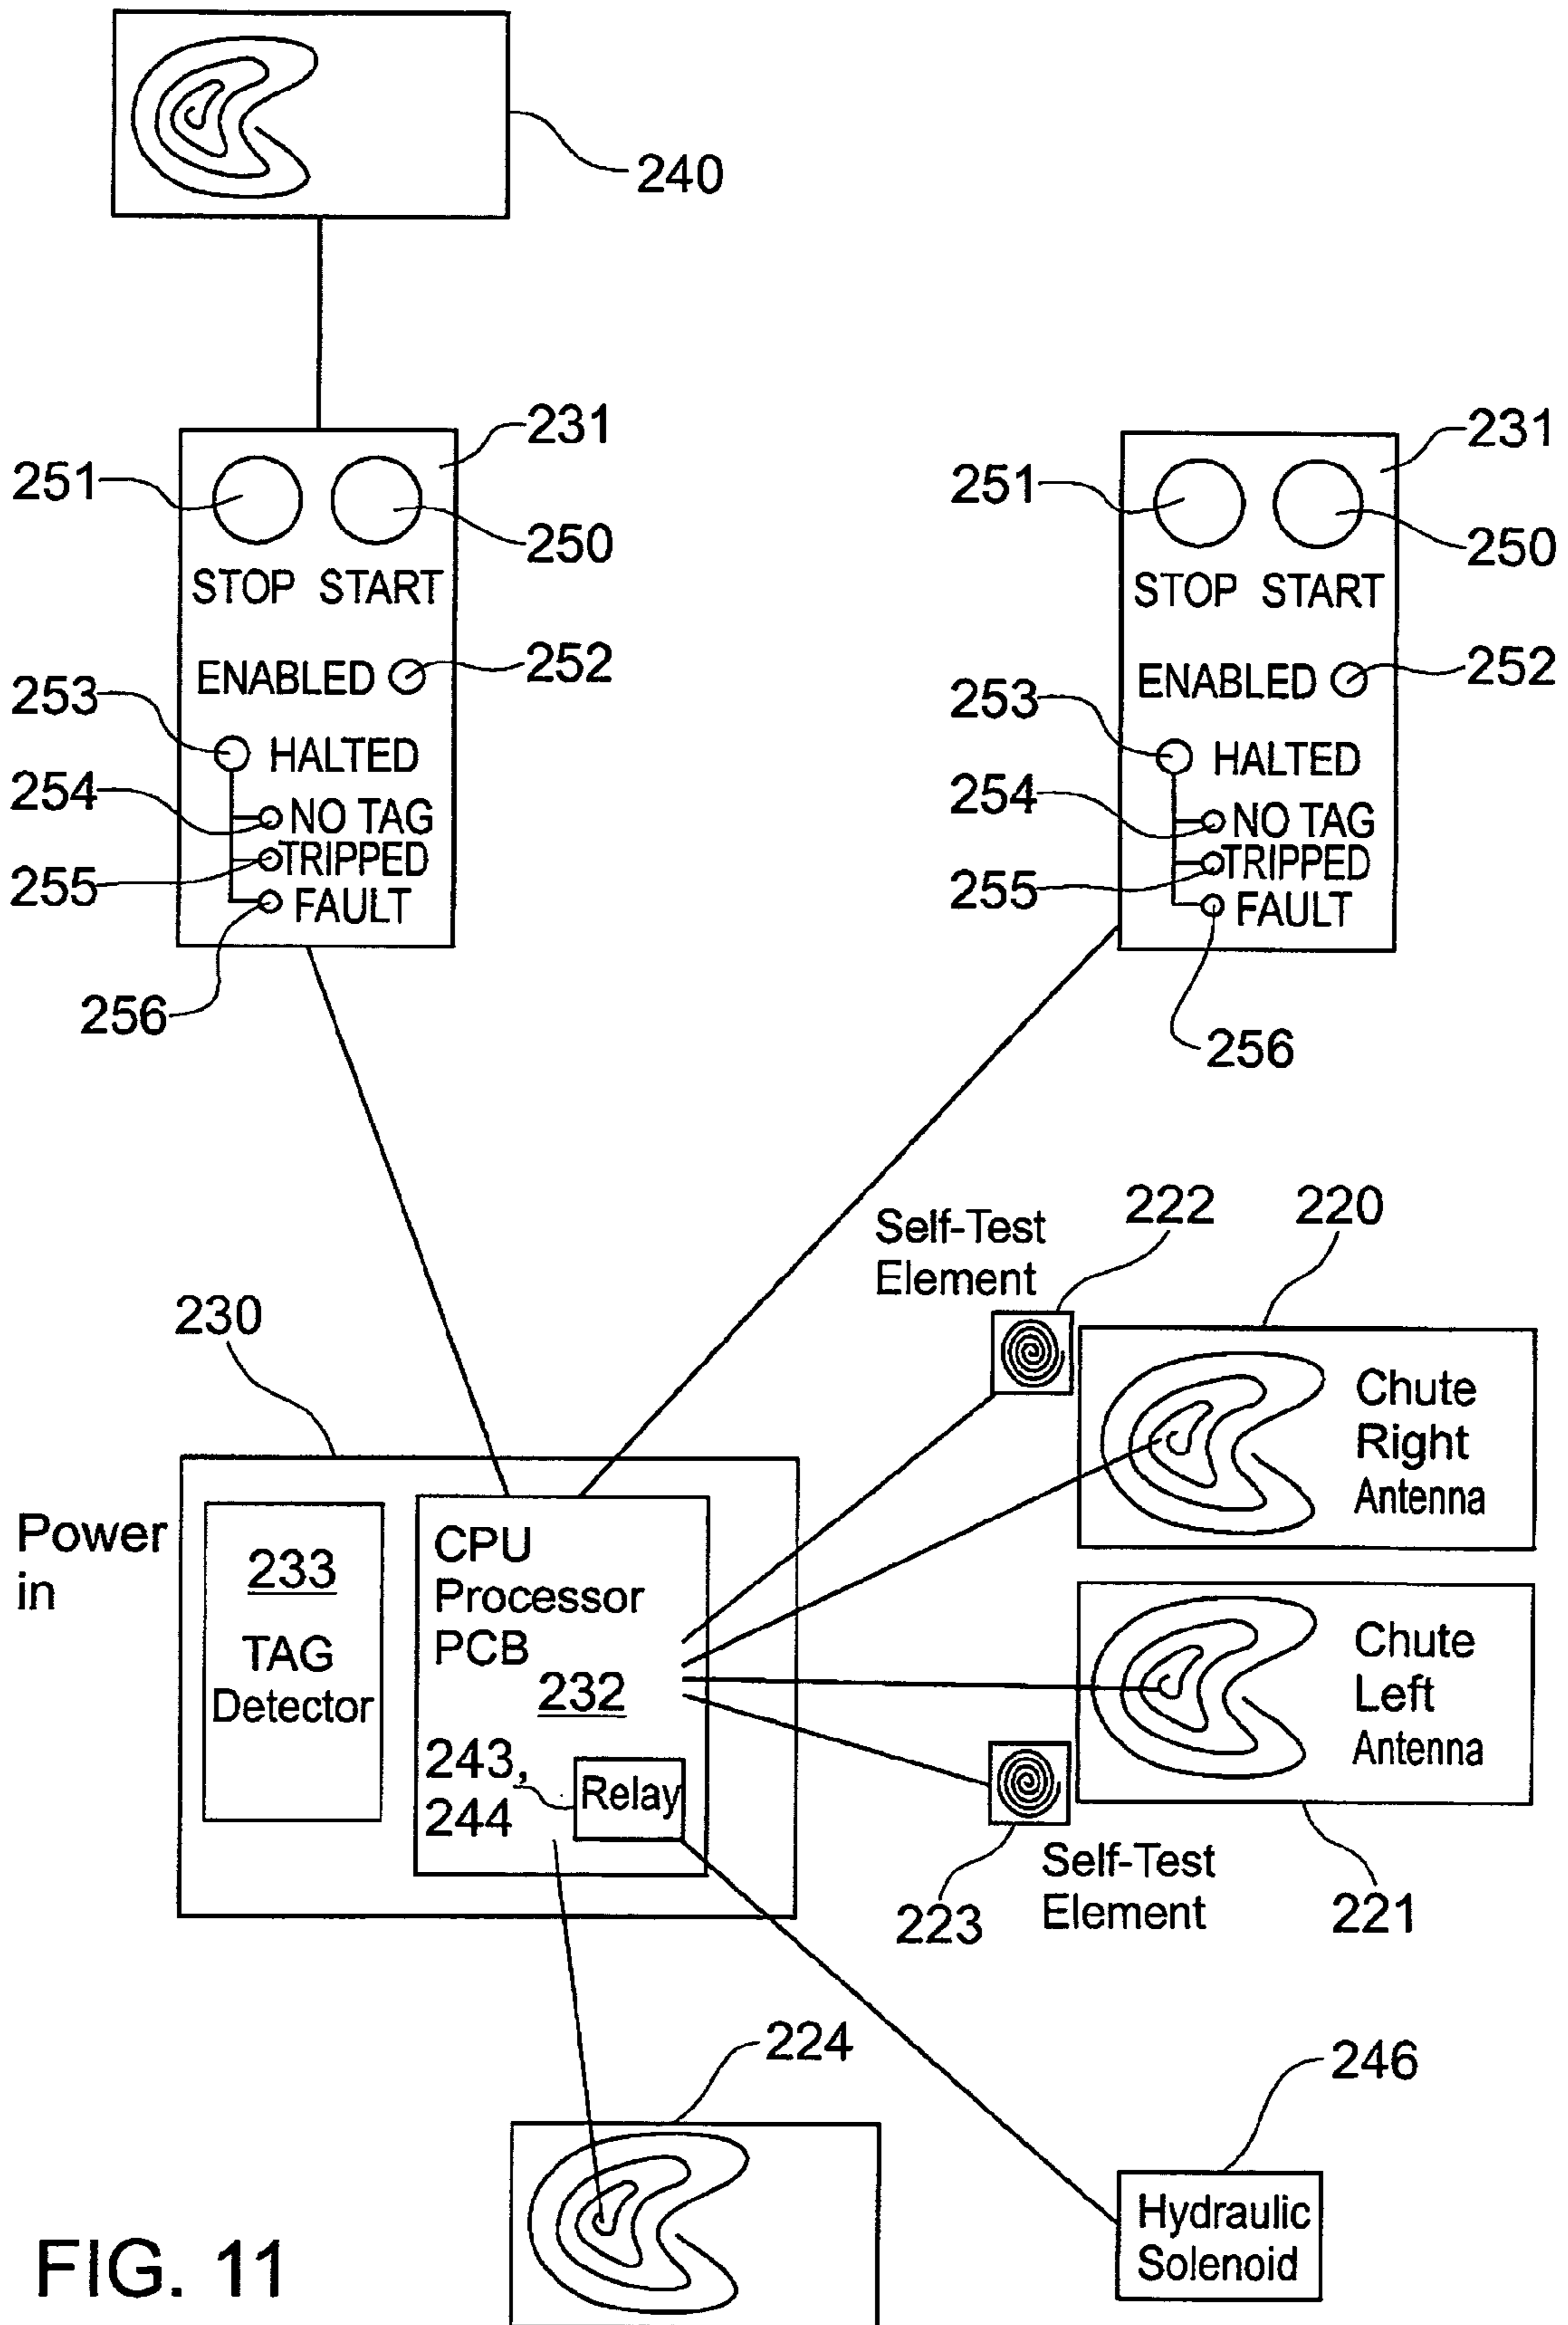 240
231
251
250
STOP START
ENABLED
252
253
HALTED
254
NO TAG
TRIPPED
255
FAULT
256
231
251
250
STOP START
ENABLED
252
253
HALTED
254
NO TAG
TRIPPED
255
FAULT
256
Self-Test
Element
222
220
Chute
Right
Antenna
230
Power
in
233
TAG
Detector
CPU
Processor
PCB
232
243,
244
Relay
Chute
Left
Antenna
223
Self-Test
Element
221
224
246
Hydraulic
Solenoid
FIG. 11